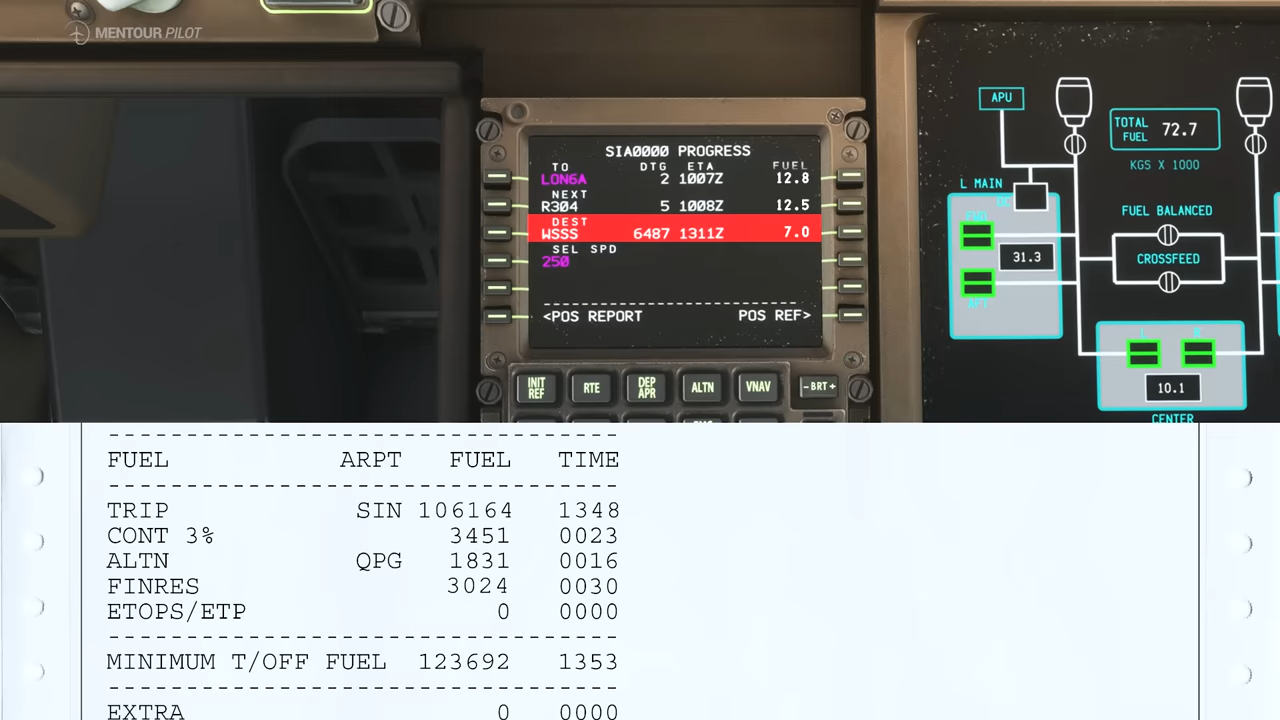 MENTOUR PILOT
SIA0000 PROGRESS
TO DTG ETA FUEL
LON6A 2 1007Z 12.8
NEXT
R304 5 1008Z 12.5
DEST
WSSS 6487 1311Z 7.0
SEL SPD
250
<POS REPORT POS REF>
INIT REF
RTE
DEP APR
ALTN
VNAV
-BRT+
APU
TOTAL FUEL 72.7
KGS X 1000
L MAIN
31.3
FUEL BALANCED
CROSSFEED
10.1
CENTER
FUEL ARPT FUEL TIME
TRIP SIN 106164 1348
CONT 3% 3451 0023
ALTN QPG 1831 0016
FINRES 3024 0030
ETOPS/ETP 0 0000
MINIMUM T/OFF FUEL 123692 1353
EXTRA 0 0000